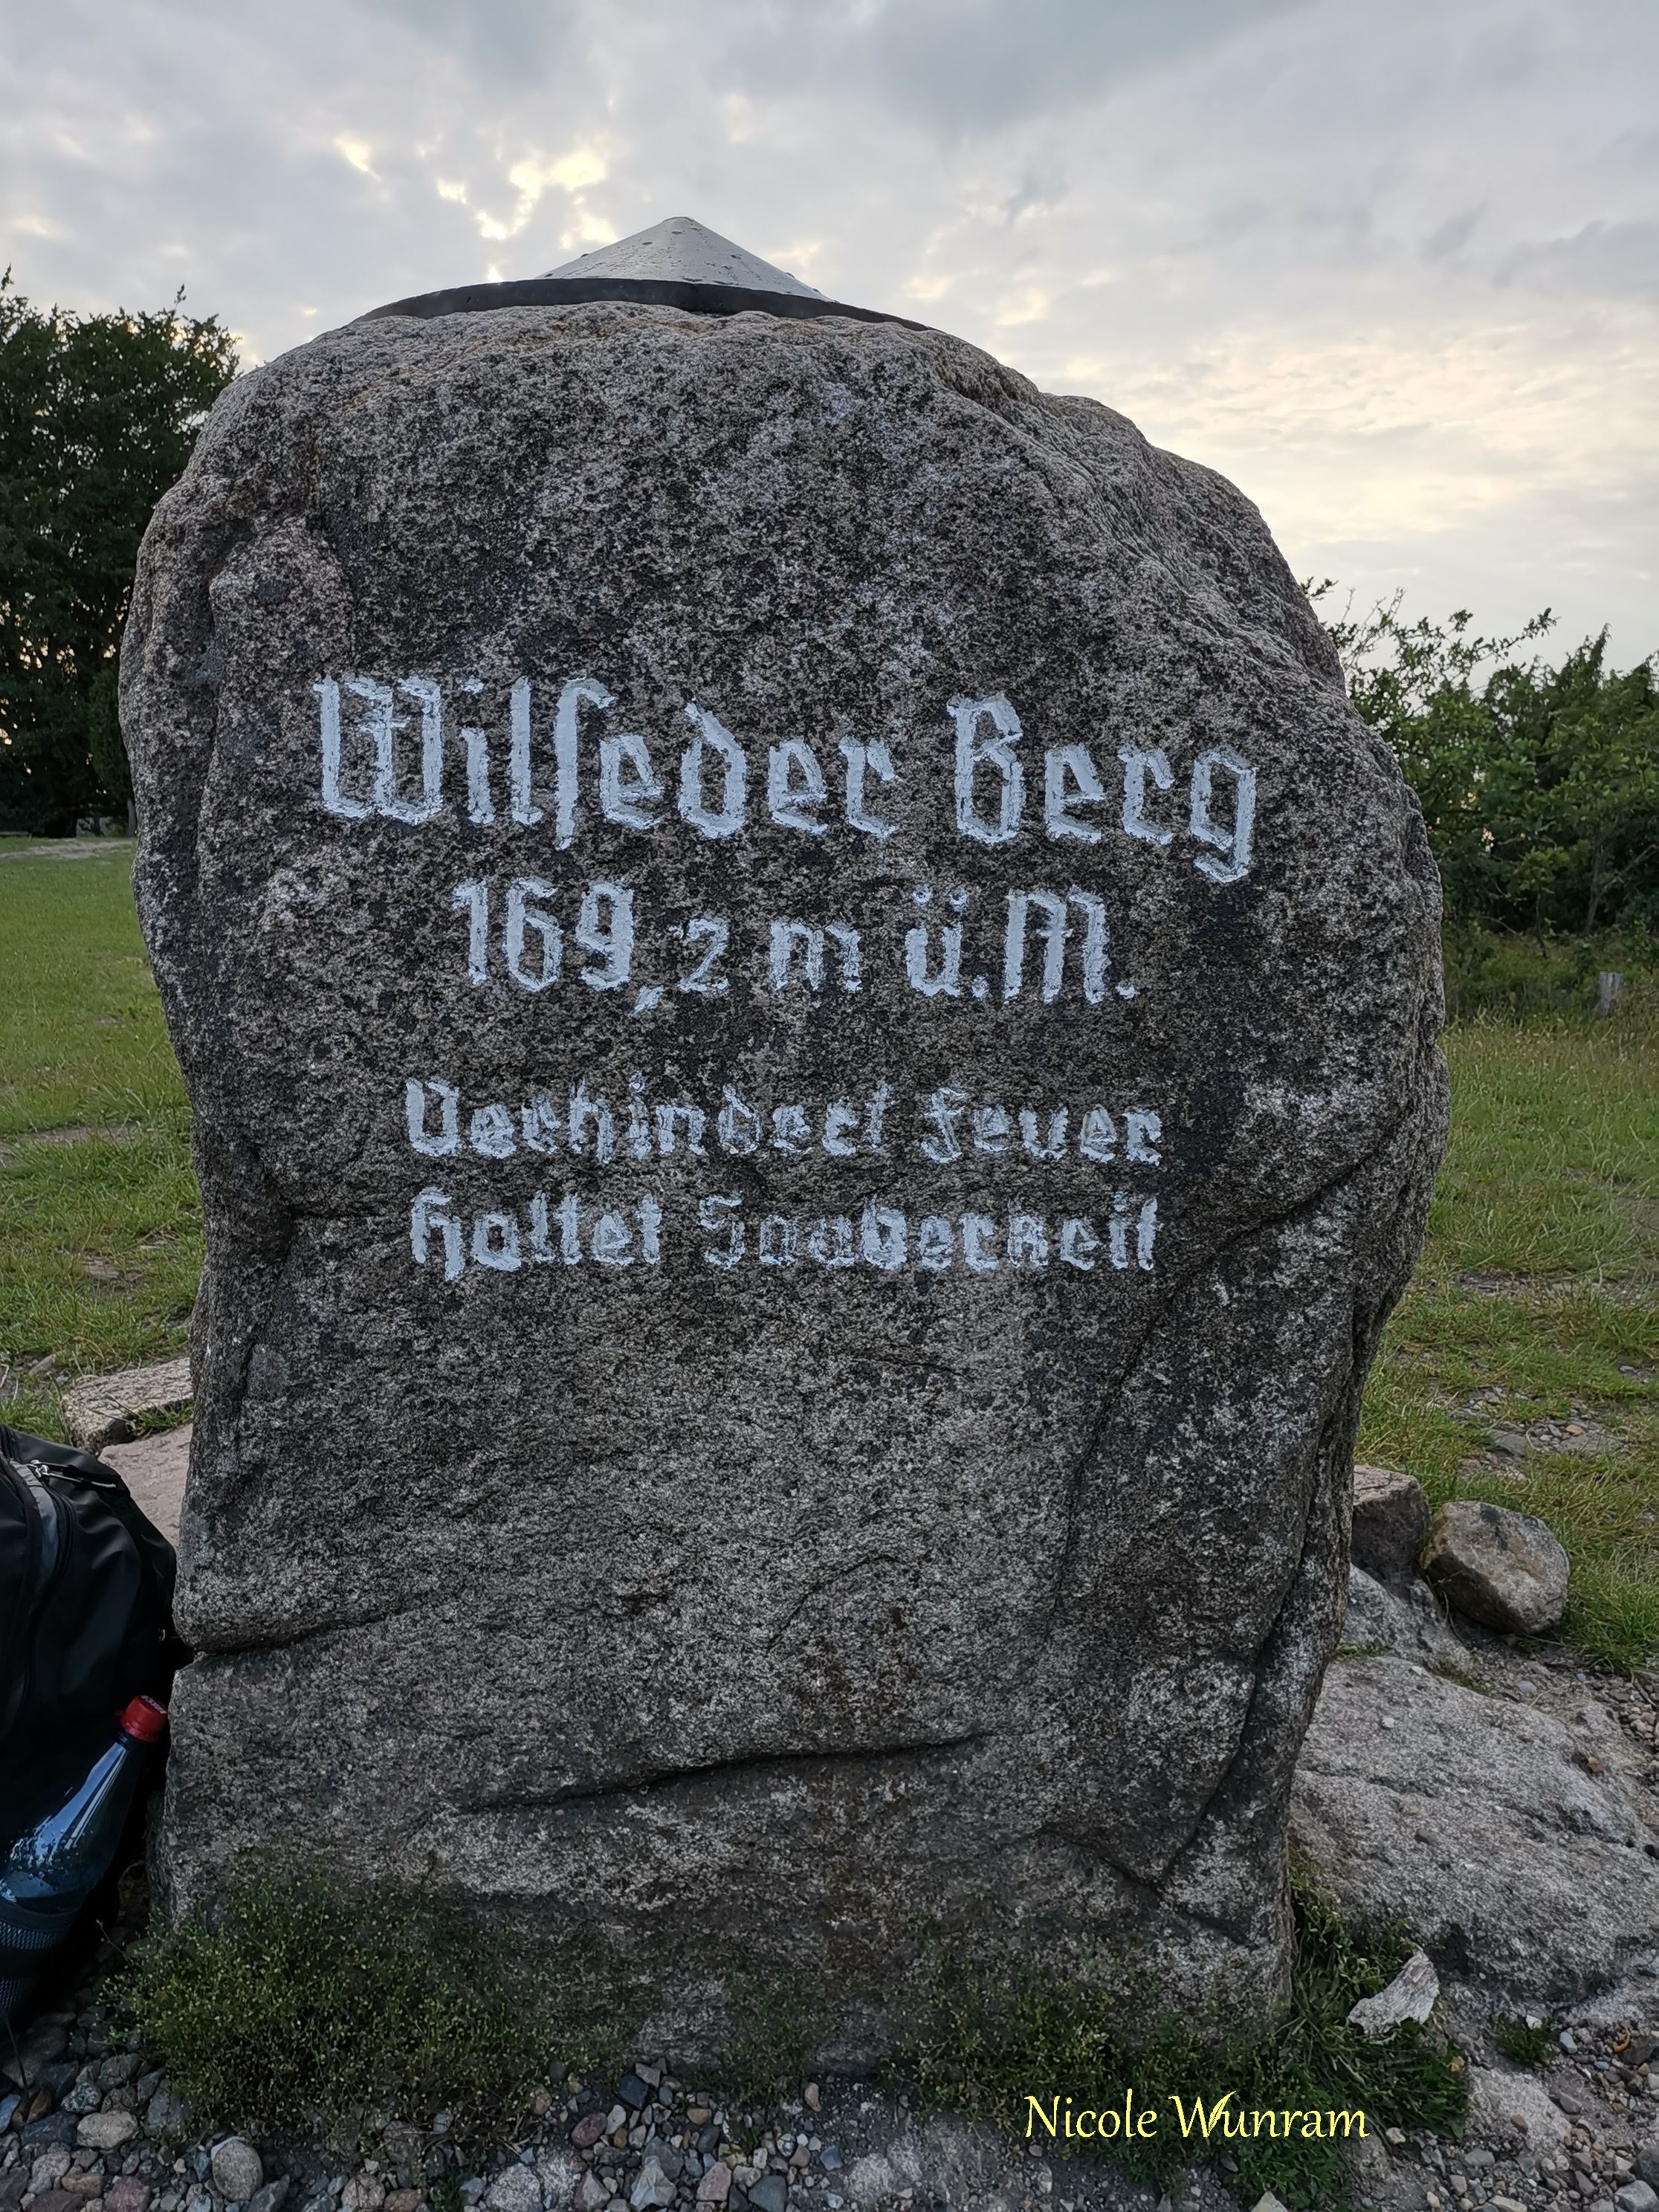 Wilſeder Berg
169,2 m ü.M.
Verhindert Feuer
Haltet Sauberkeit
Nicole Wunram